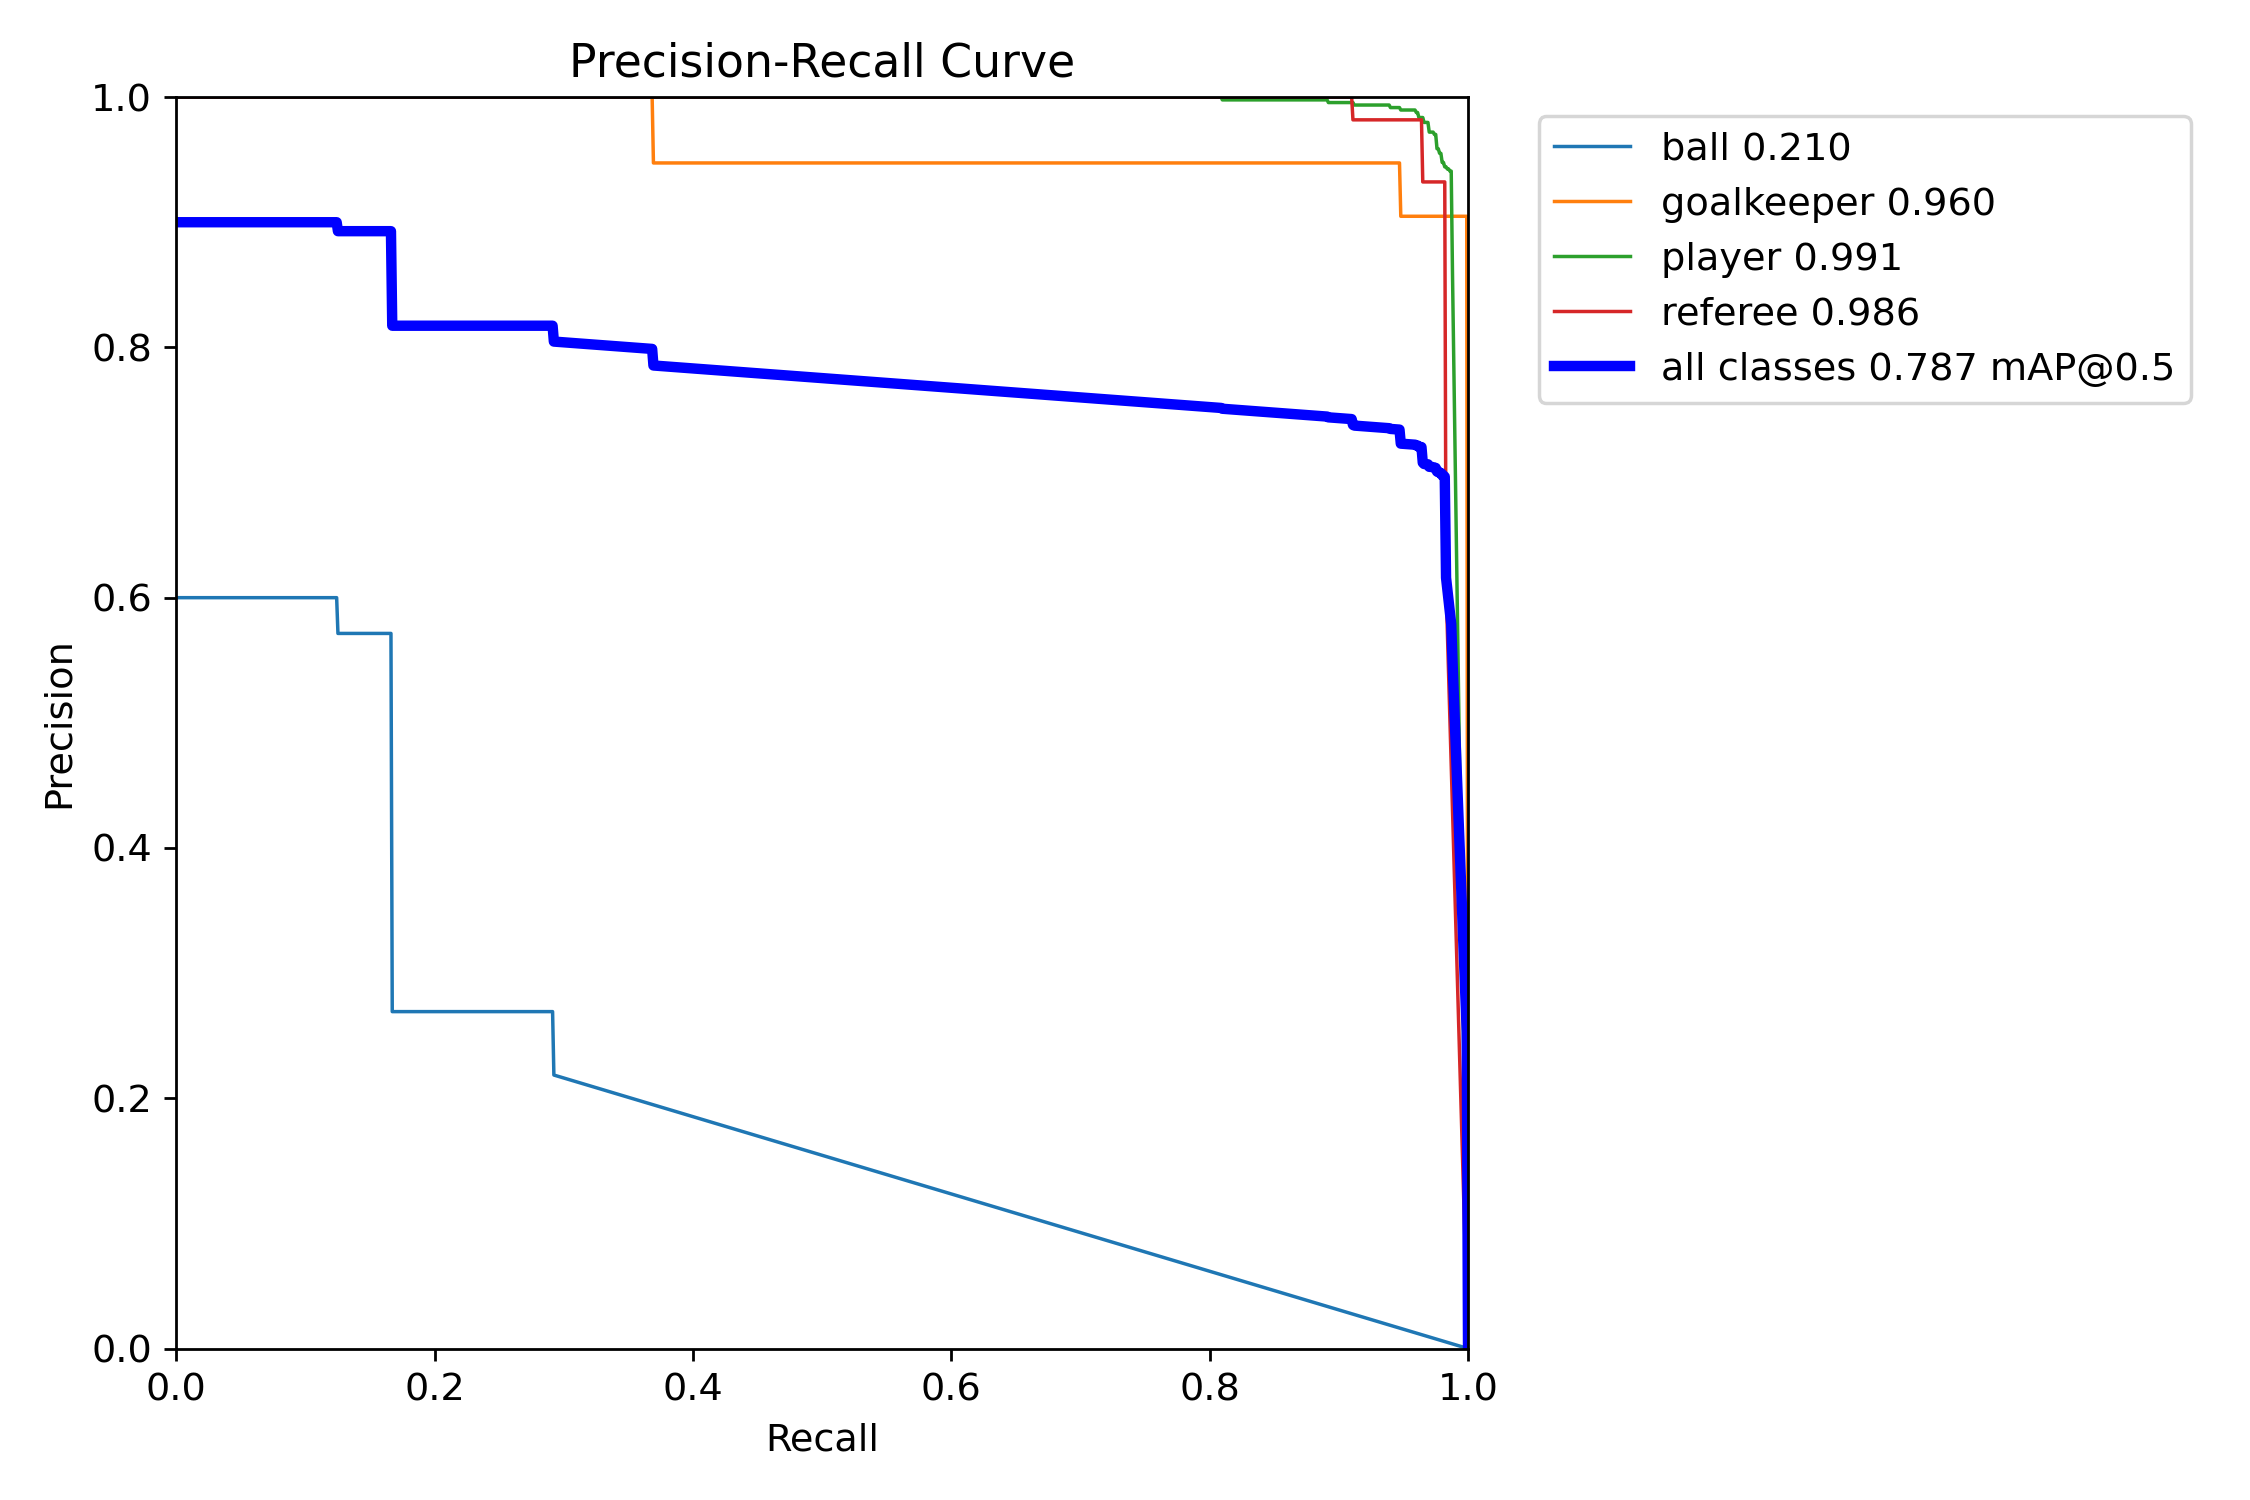 Precision-Recall Curve
1.0
0.8
0.6
0.4
0.2
0.0
Precision
0.0 0.2 0.4 0.6 0.8 1.0
Recall
ball 0.210
goalkeeper 0.960
player 0.991
referee 0.986
all classes 0.787 mAP@0.5